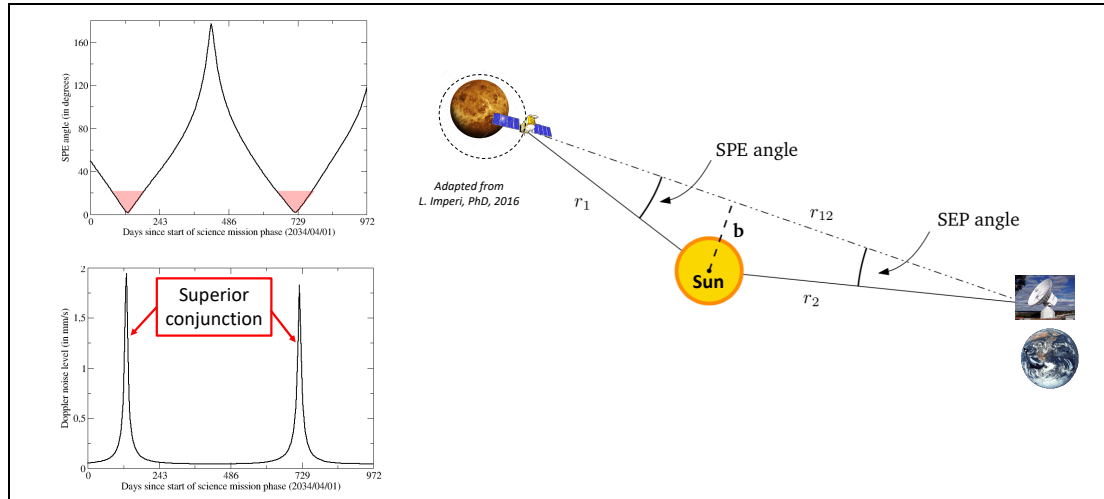 160
120
80
40
0
SPE angle (in degrees)
0 243 486 729 972
Days since start of science mission phase (2034/04/01)
2
1.5
1
0.5
0
Doppler noise level (in mm/s)
Superior
conjunction
0 243 486 729 972
Days since start of science mission phase (2034/04/01)
Adapted from
L. Imperi, PhD, 2016
SPE angle
r1
r12
b
SEP angle
Sun
r2